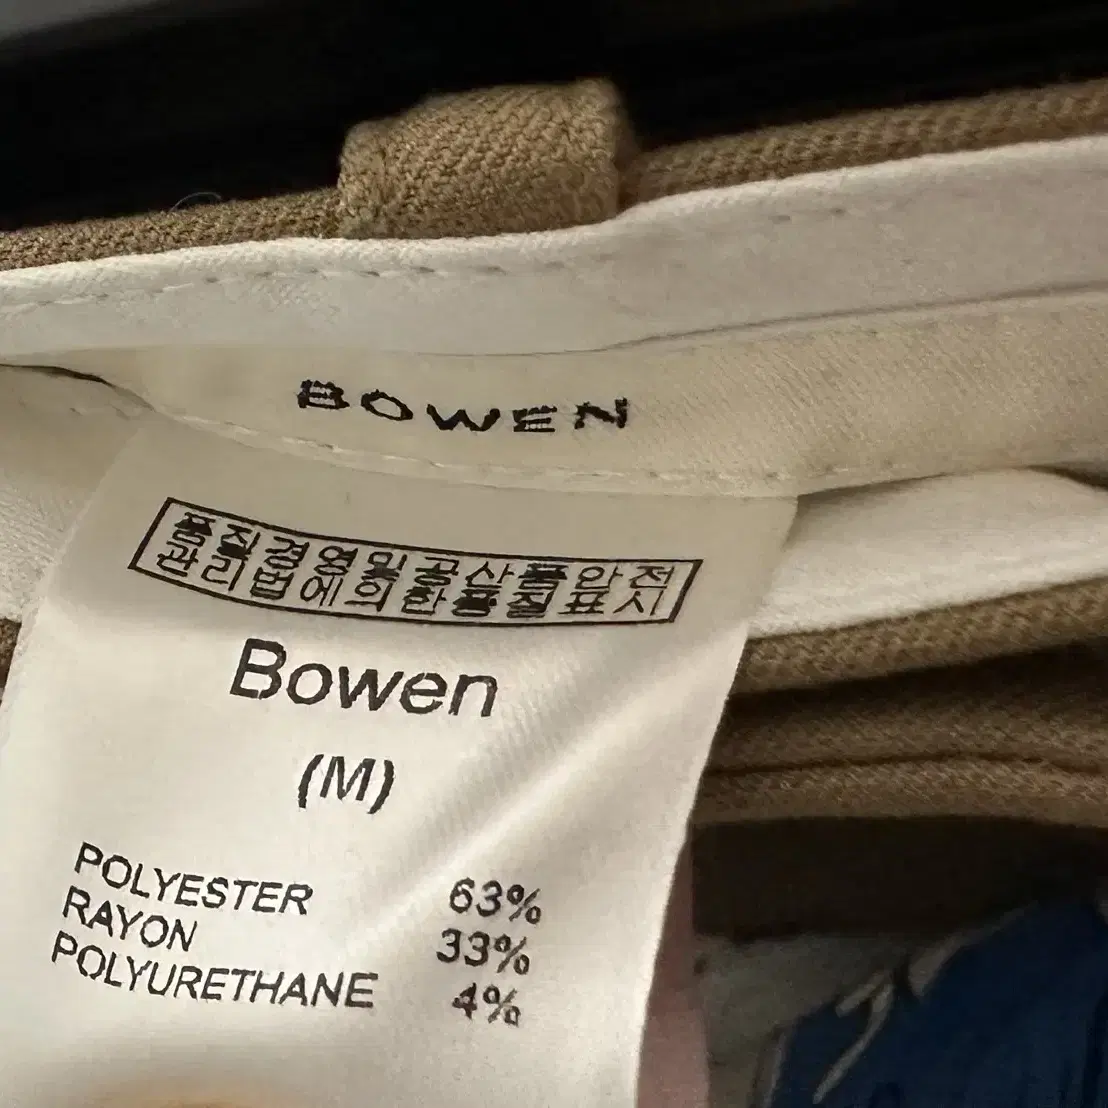 BOWEN
품질경영및공산품안전
관리법에의한품질표시
Bowen
(M)
POLYESTER 63%
RAYON 33%
POLYURETHANE 4%